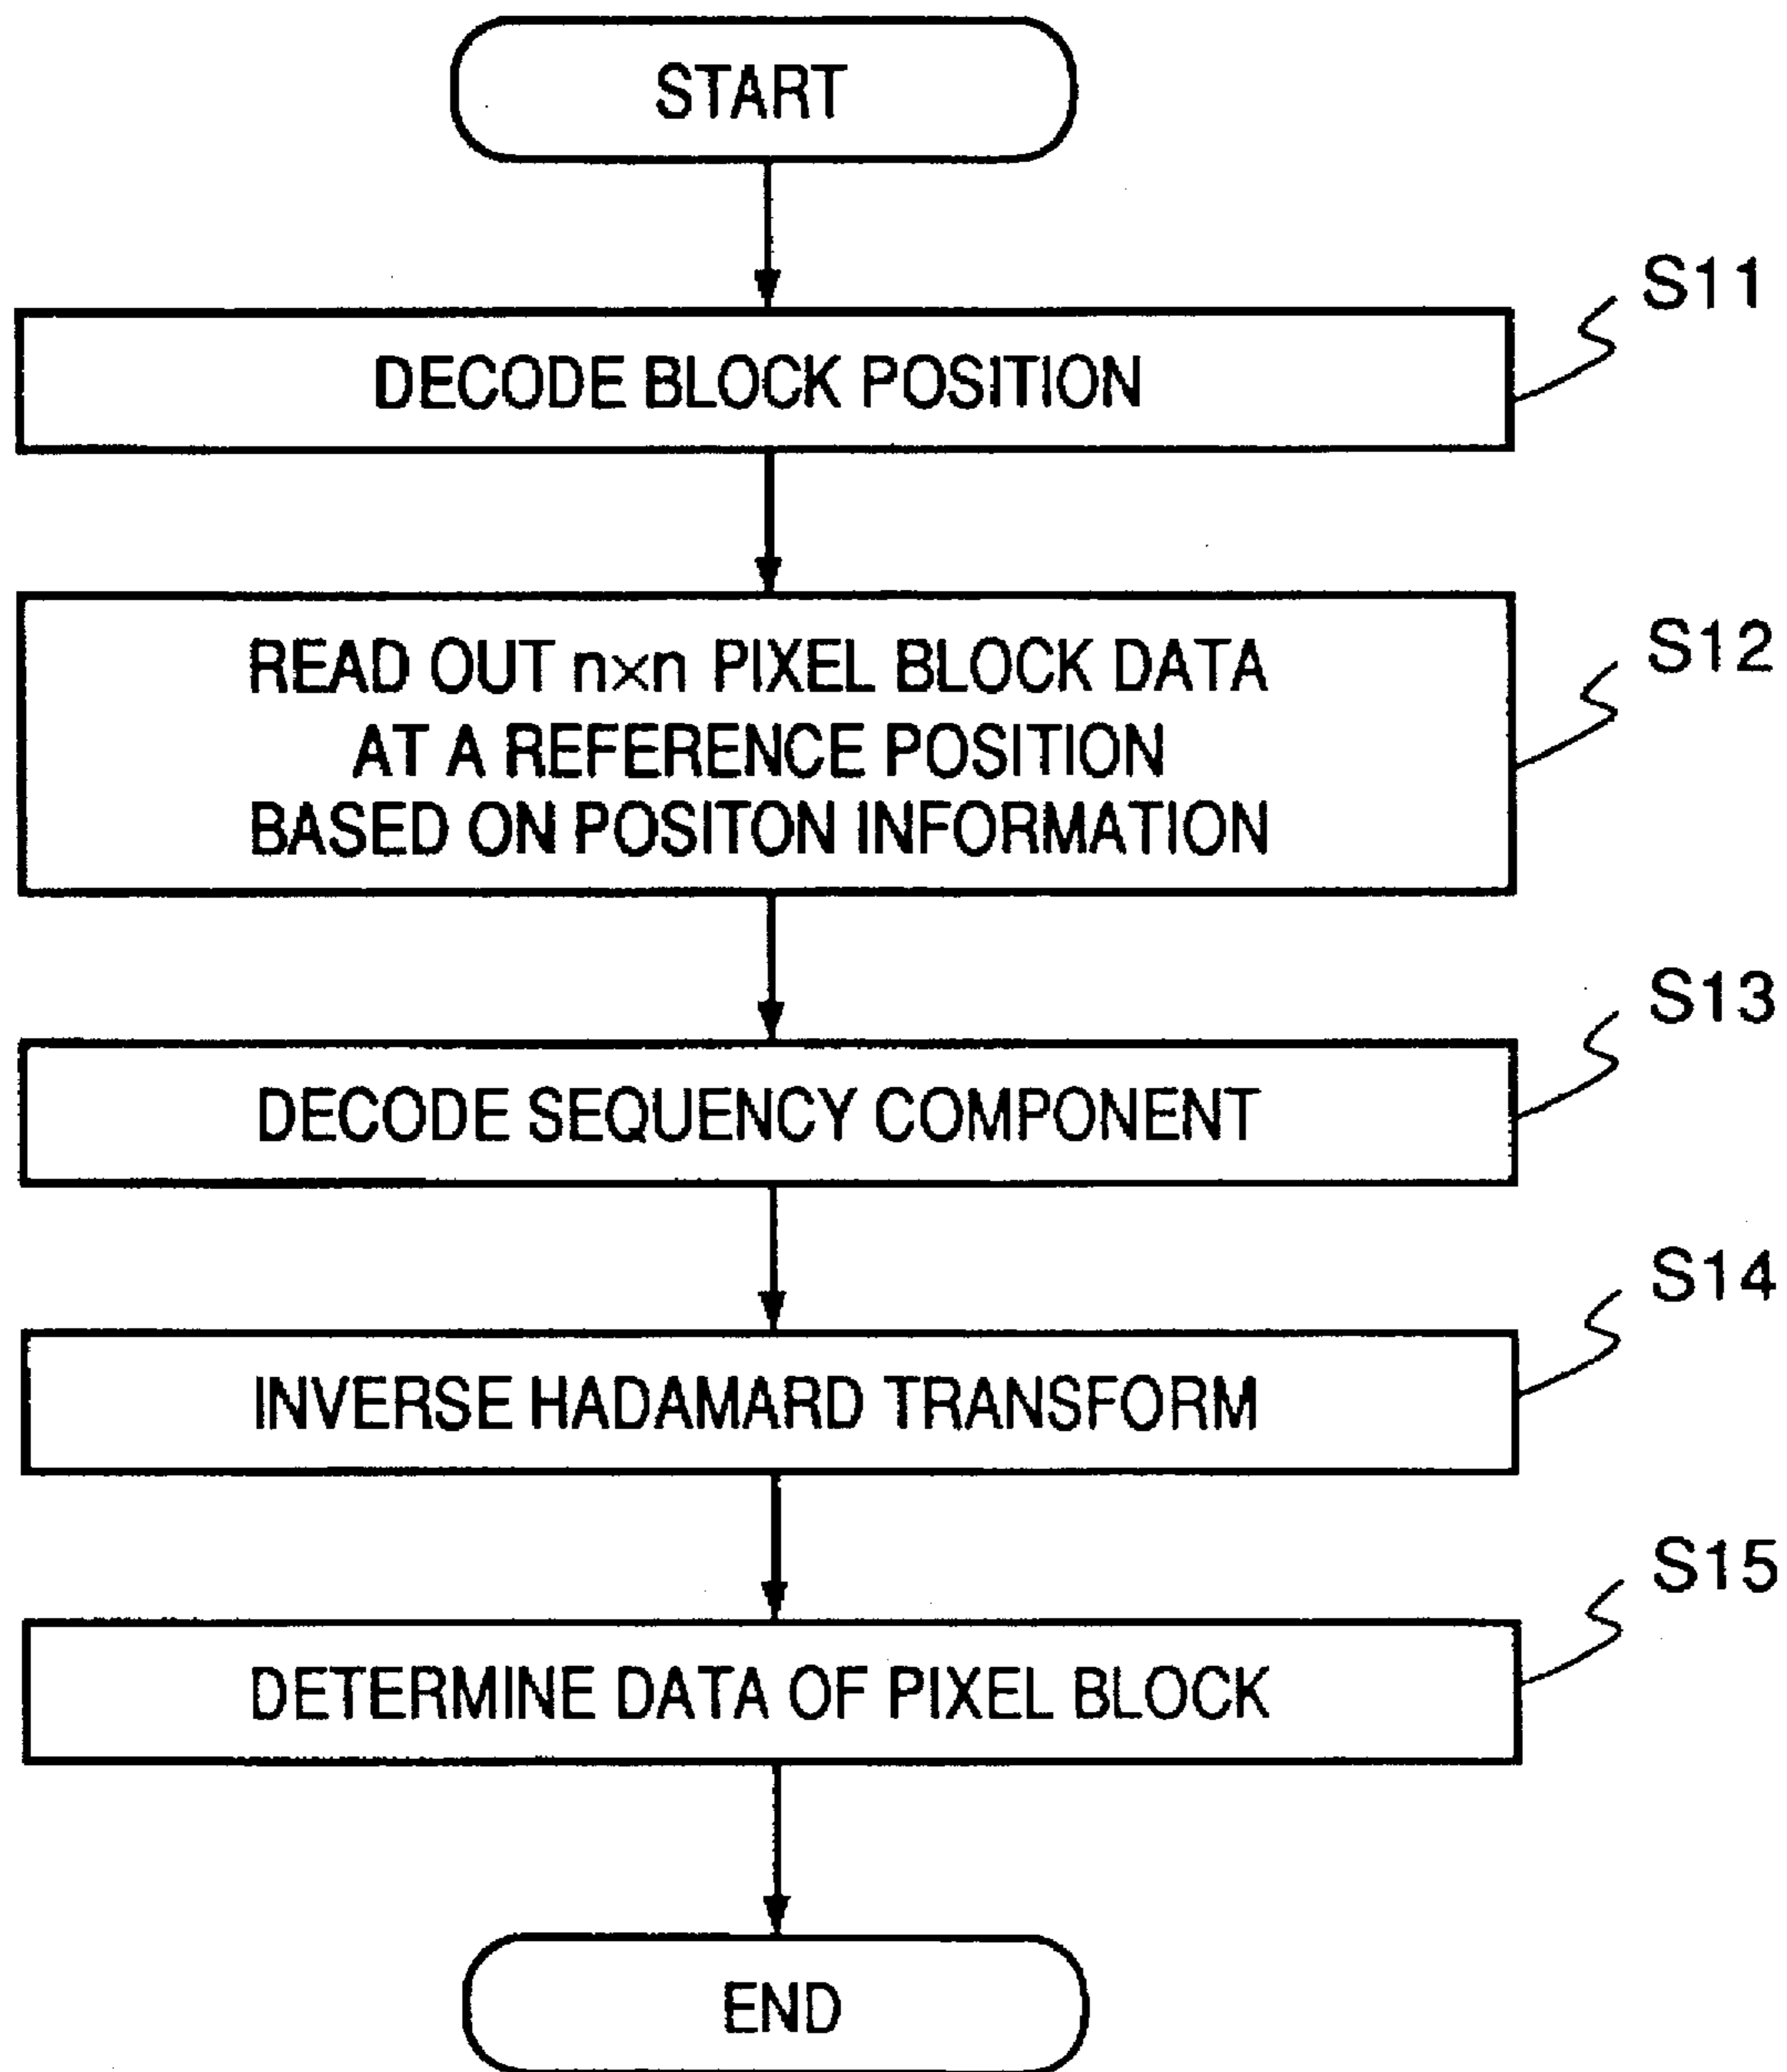 START
S11
DECODE BLOCK POSITION
S12
READ OUT n×n PIXEL BLOCK DATA
AT A REFERENCE POSITION
BASED ON POSITON INFORMATION
S13
DECODE SEQUENCY COMPONENT
S14
INVERSE HADAMARD TRANSFORM
S15
DETERMINE DATA OF PIXEL BLOCK
END